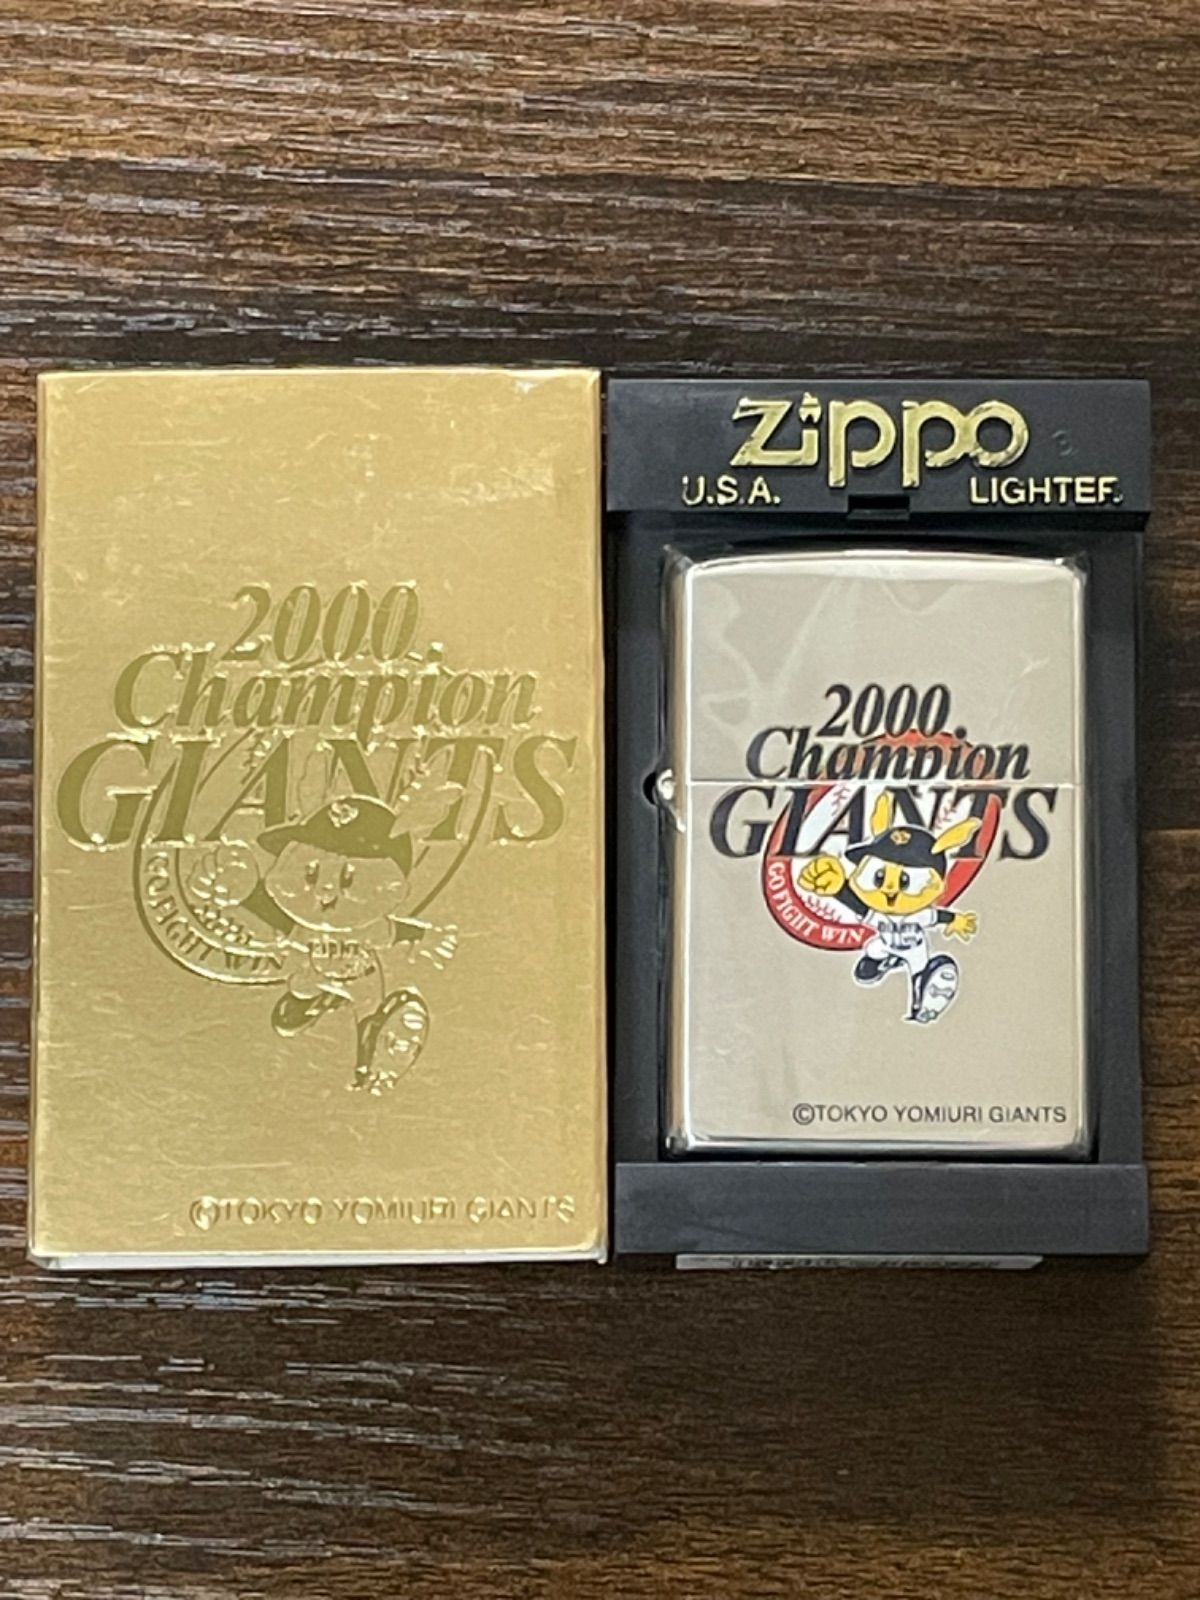 2000.
Champion
GIANTS
GO FIGHT WIN
©TOKYO YOMIURI GIANTS
Zippo
U.S.A. LIGHTER.
2000.
Champion
GIANTS
GO FIGHT WIN
GIANTS
©TOKYO YOMIURI GIANTS